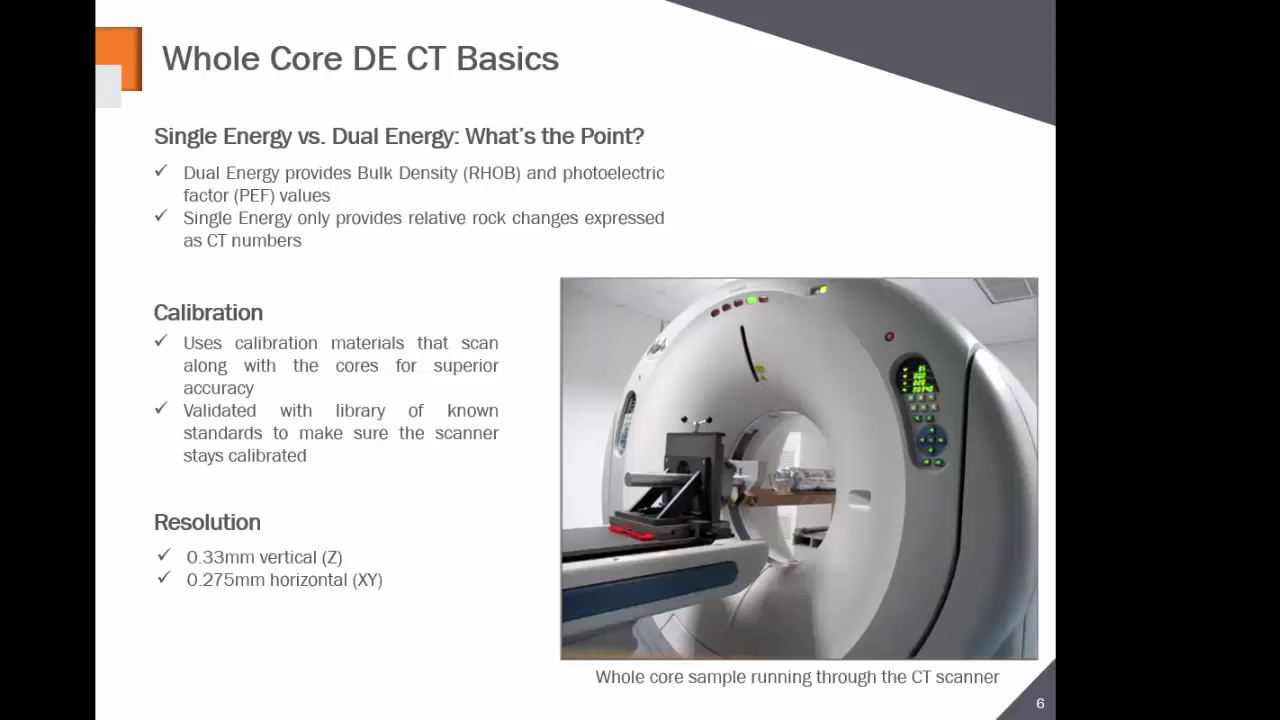 Whole Core DE CT Basics
Single Energy vs. Dual Energy: What's the Point?
✓ Dual Energy provides Bulk Density (RHOB) and photoelectric
factor (PEF) values
✓ Single Energy only provides relative rock changes expressed
as CT numbers
Calibration
✓ Uses calibration materials that scan
along with the cores for superior
accuracy
✓ Validated with library of known
standards to make sure the scanner
stays calibrated
Resolution
✓ 0.33mm vertical (Z)
✓ 0.275mm horizontal (XY)
Whole core sample running through the CT scanner
6